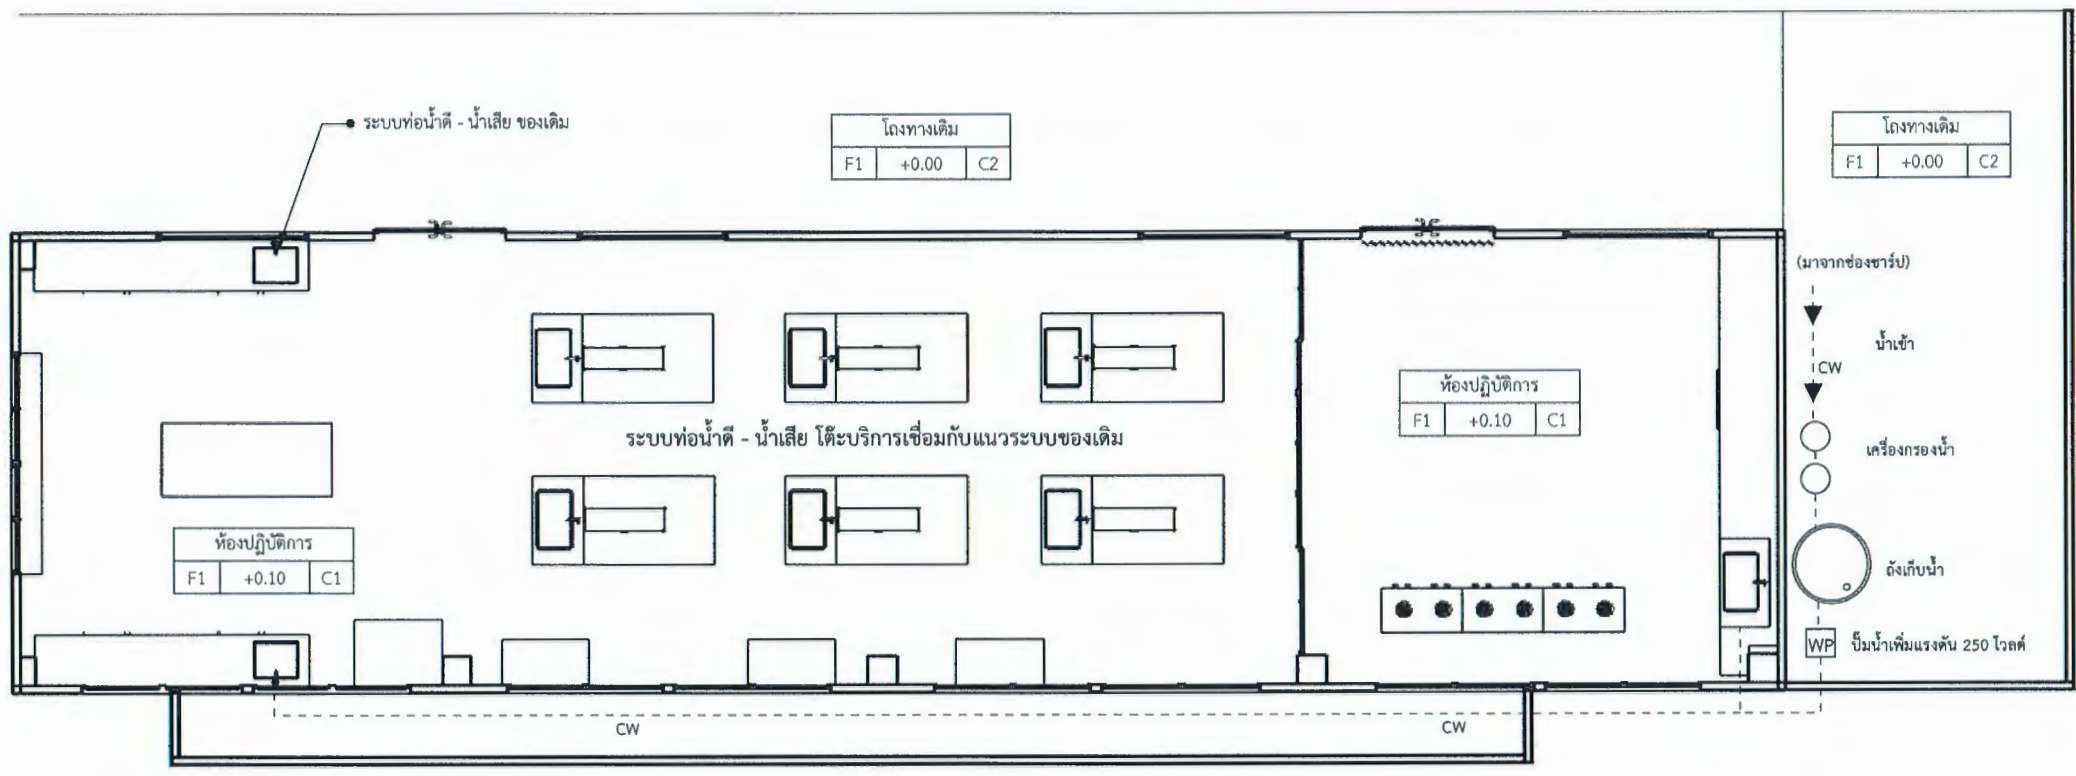 ระบบท่อน้ำดี - น้ำเสีย ของเดิม
โถงทางเดิม
F1 +0.00 C2
โถงทางเดิม
F1 +0.00 C2
(มาจากช่องชาร์ป)
น้ำเข้า
CW
ห้องปฏิบัติการ
F1 +0.10 C1
ระบบท่อน้ำดี - น้ำเสีย โต๊ะบริการเชื่อมกับแนวระบบของเดิม
เครื่องกรองน้ำ
ห้องปฏิบัติการ
F1 +0.10 C1
ถังเก็บน้ำ
WP ปั๊มน้ำเพิ่มแรงดัน 250 โวลต์
CW
CW